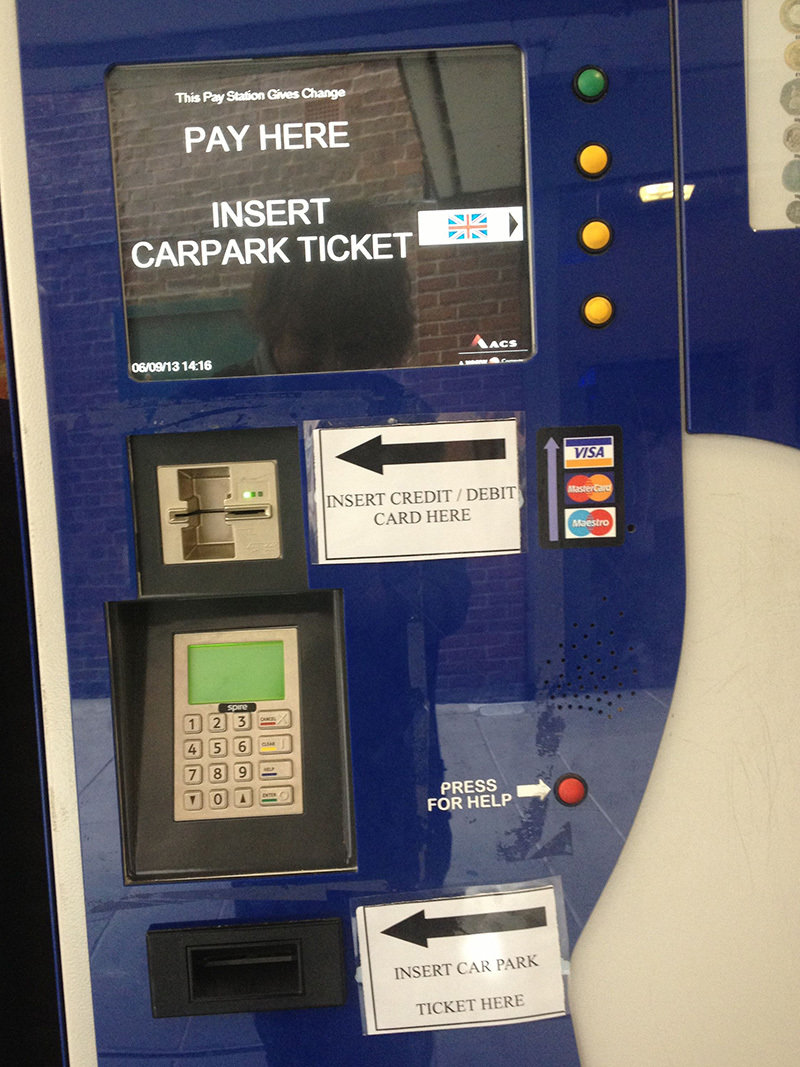 This Pay Station Gives Change
PAY HERE
INSERT
CARPARK TICKET
ACS
06/09/13 14:16
INSERT CREDIT / DEBIT
CARD HERE
VISA
MasterCard
Maestro
spire
1 2 3 CANCEL
4 5 6 CLEAR
7 8 9 HELP
0 ENTER
PRESS
FOR HELP
INSERT CAR PARK
TICKET HERE